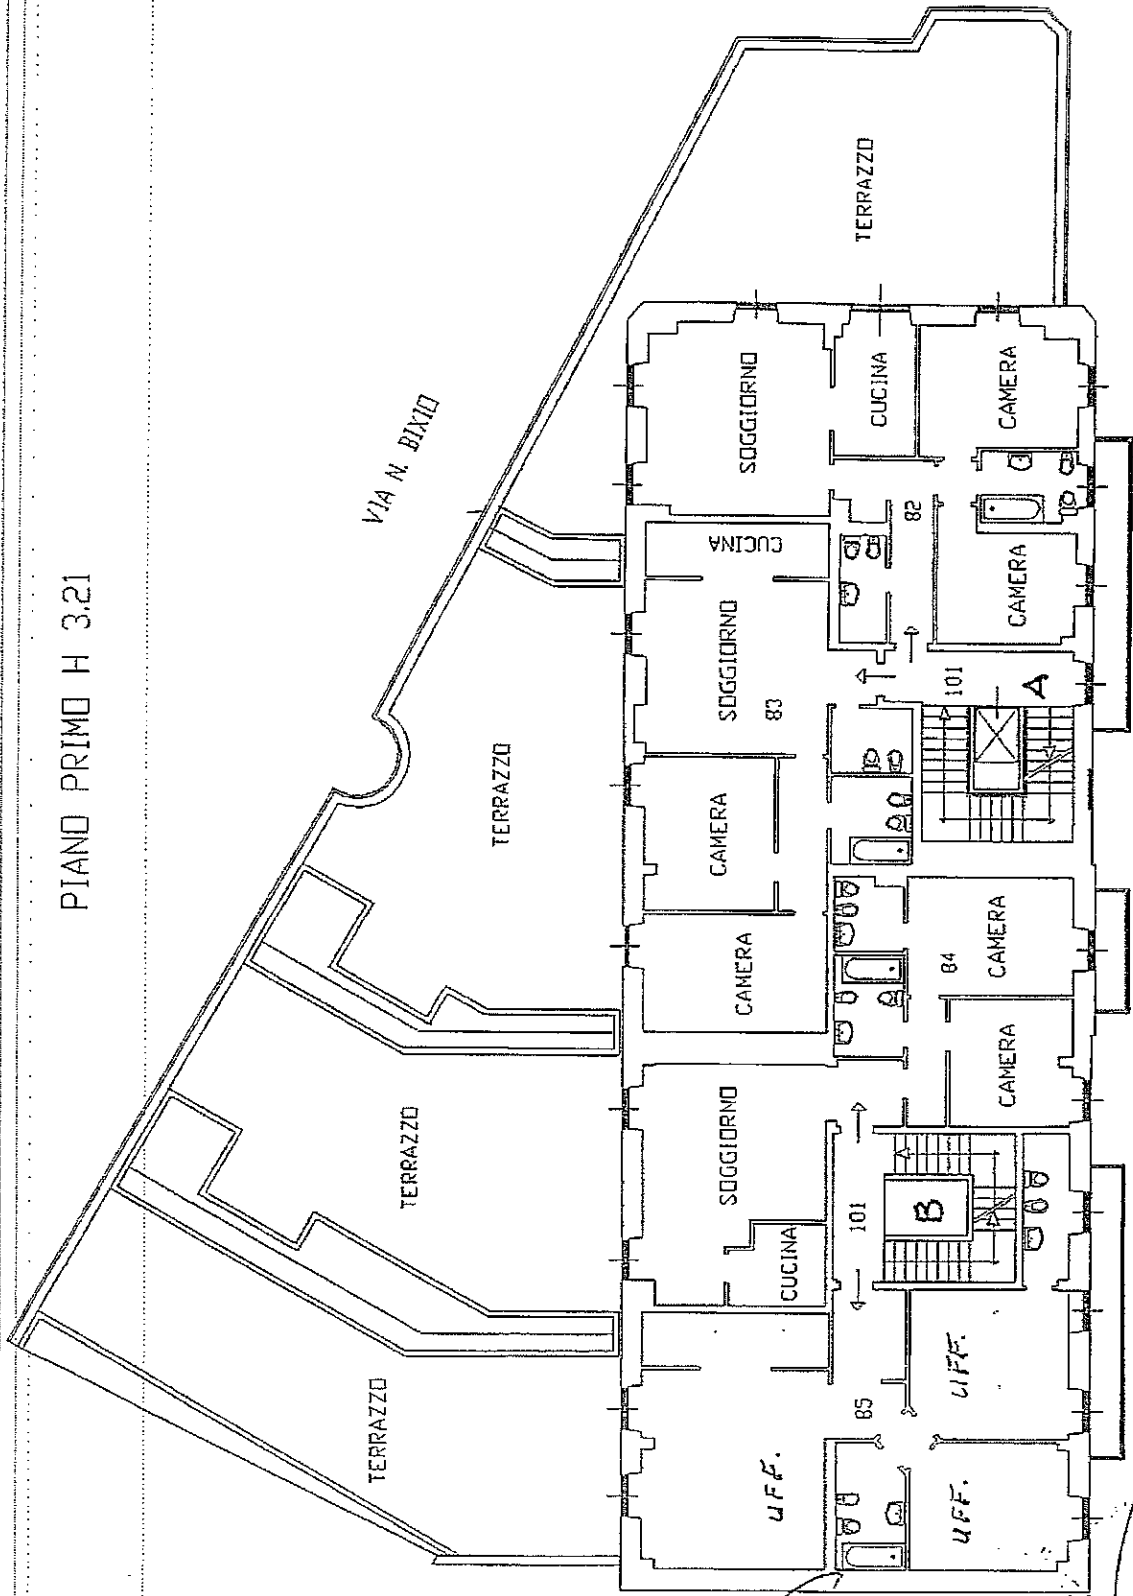 PIANO PRIMO H 3.21
VIA N. BIXIO
TERRAZZO
TERRAZZO
TERRAZZO
TERRAZZO
UFF.
SOGGIORNO
CUCINA
CAMERA
CAMERA
SOGGIORNO
83
CUCINA
SOGGIORNO
CUCINA
85
101
B
UFF.
UFF.
CAMERA
84
CAMERA
101
A
82
CAMERA
CAMERA